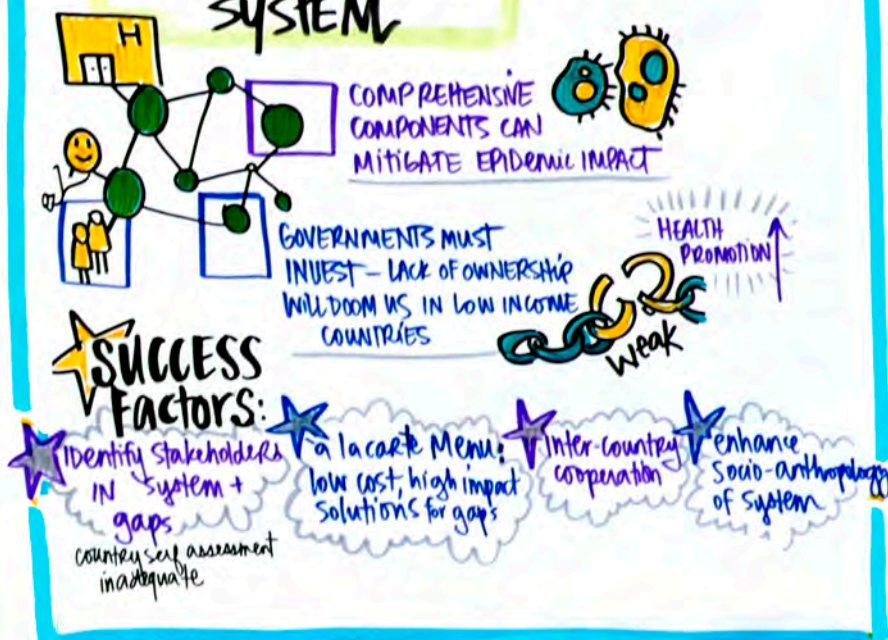 SYSTEM
H
COMPREHENSIVE
COMPONENTS CAN
MITIGATE EPIDEMIC IMPACT
GOVERNMENTS MUST
INVEST - LACK OF OWNERSHIP
WILL DOOM US IN LOW INCOME
COUNTRIES
HEALTH
PROMOTION
weak
SUCCESS
Factors:
Identify Stakeholders
IN System +
gaps
country self assessment
inadequate
à la carte Menu:
low cost, high impact
solutions for gaps
Inter-country
cooperation
enhance
Socio-anthropology
of System